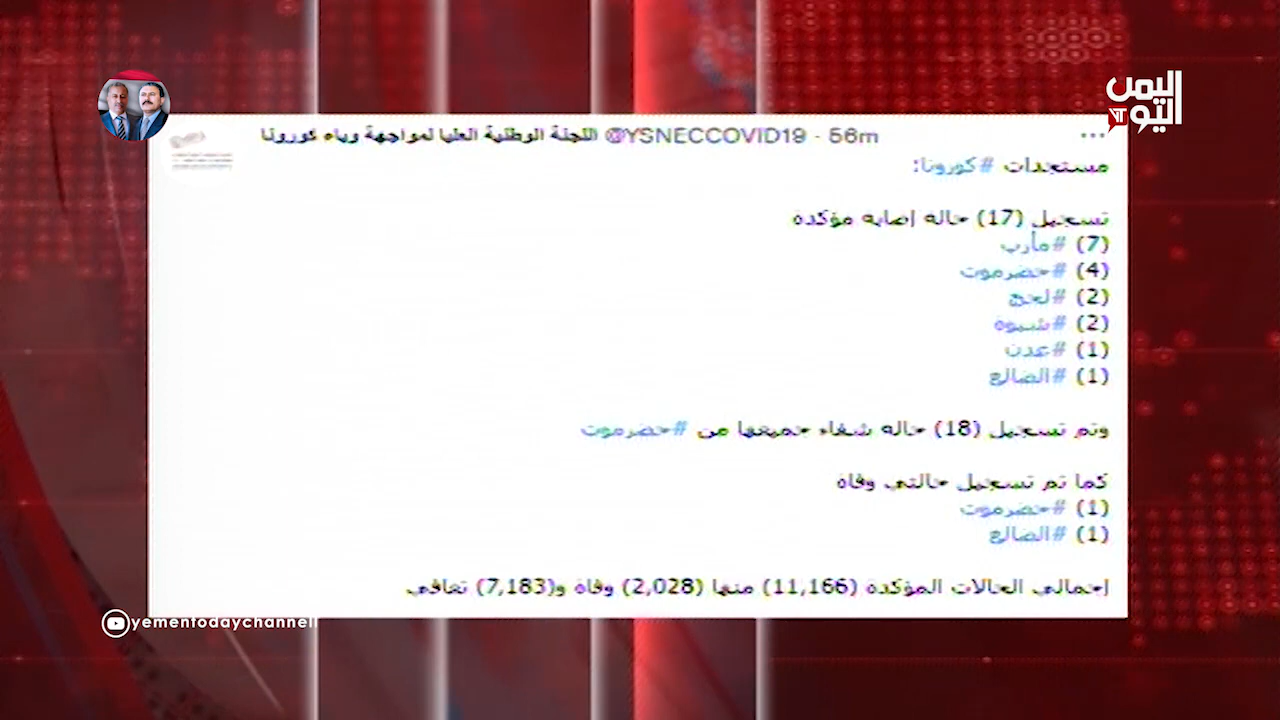 اليمن
اليوم
اللجنة الوطنية العليا لمواجهة وباء كورونا @YSNECCOVID19 · 56m
مستجدات #كورونا:
تسجيل (17) حالة إصابة مؤكدة
(7) #مأرب
(4) #حضرموت
(2) #لحج
(2) #شبوة
(1) #عدن
(1) #الضالع
وتم تسجيل (18) حالة شفاء جميعها من #حضرموت
كما تم تسجيل حالتي وفاة
(1) #حضرموت
(1) #الضالع
إجمالي الحالات المؤكدة (11,166) منها (2,028) وفاة و(7,183) تعافي
yementodaychannell